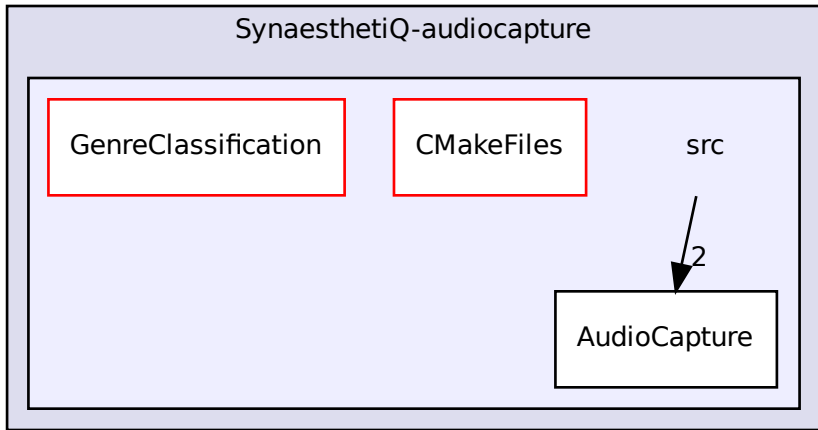 SynaesthetiQ-audiocapture
GenreClassification
CMakeFiles
src
2
AudioCapture